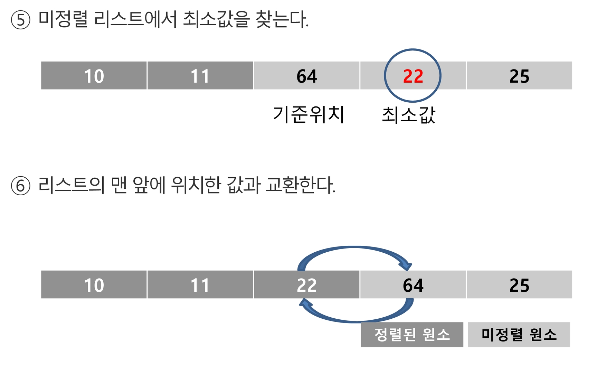 ⑤ 미정렬 리스트에서 최소값을 찾는다.
10 11 64 22 25
기준위치 최소값
⑥ 리스트의 맨 앞에 위치한 값과 교환한다.
10 11 22 64 25
정렬된 원소 미정렬 원소